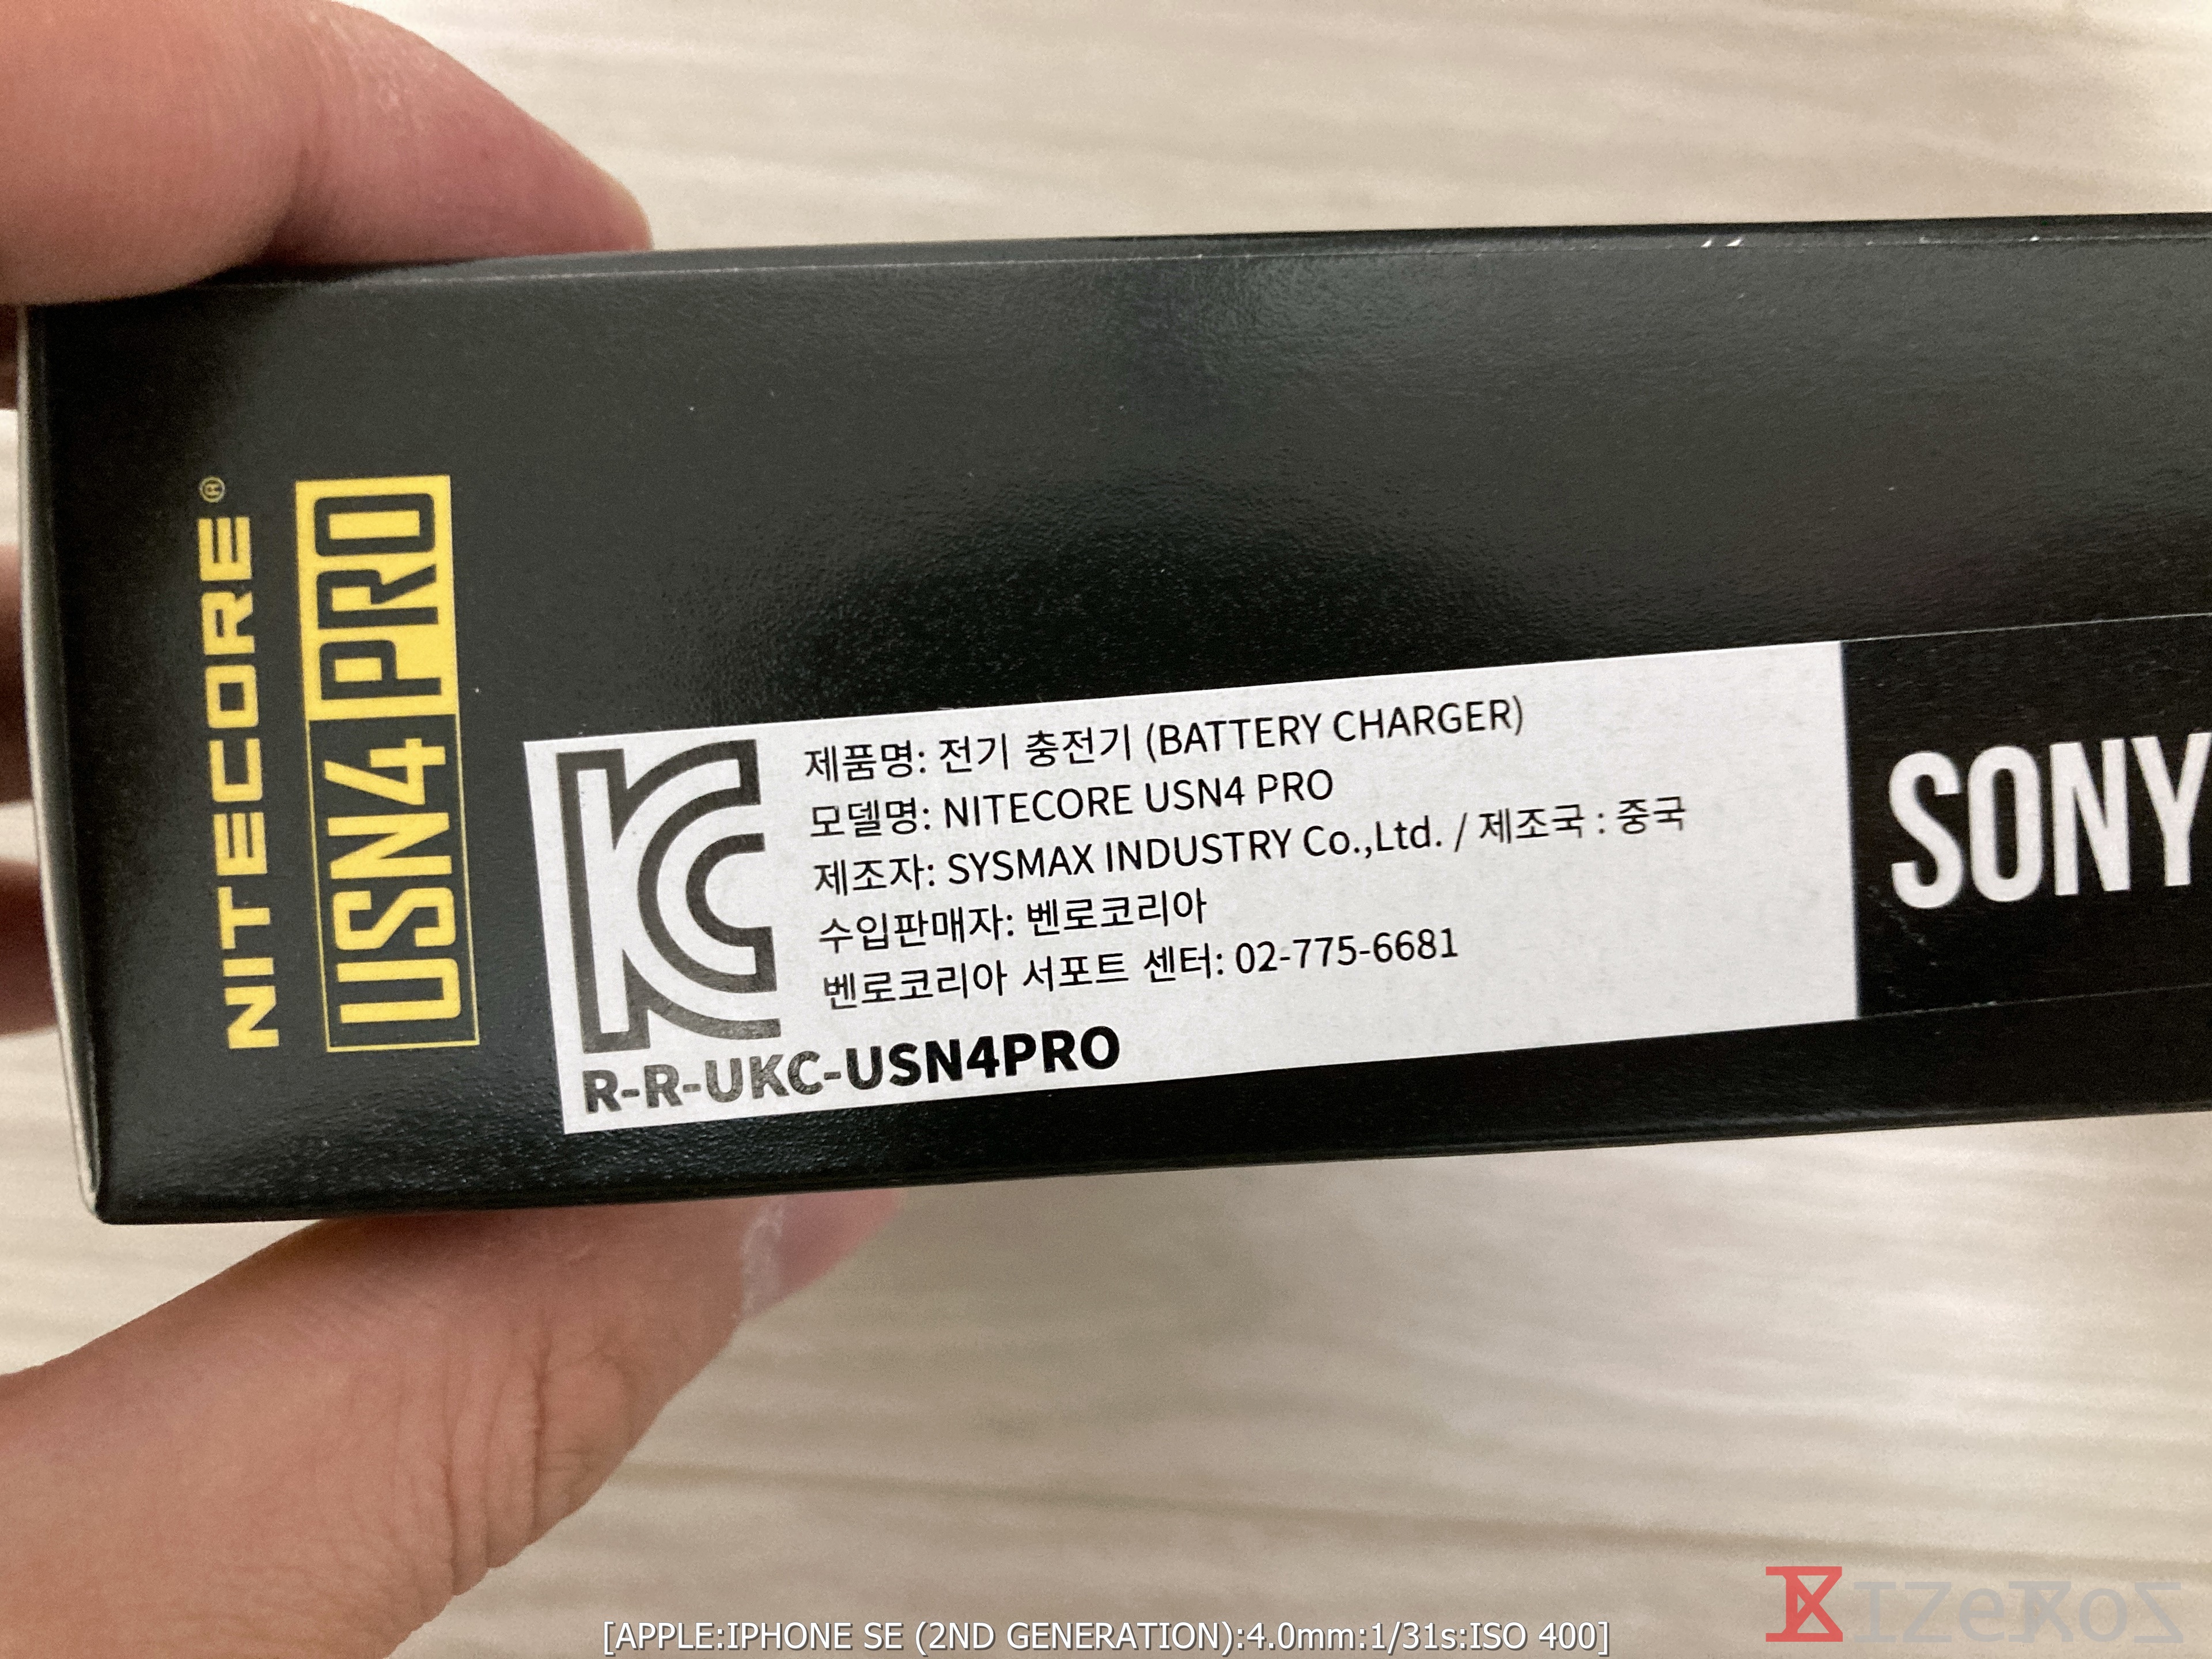 NITECORE®
USN4 PRO
제품명: 전기 충전기 (BATTERY CHARGER)
모델명: NITECORE USN4 PRO
제조자: SYSMAX INDUSTRY Co.,Ltd. / 제조국 : 중국
수입판매자: 벤로코리아
벤로코리아 서포트 센터: 02-775-6681
R-R-UKC-USN4PRO
SONY
[APPLE:IPHONE SE (2ND GENERATION):4.0mm:1/31s:ISO 400]